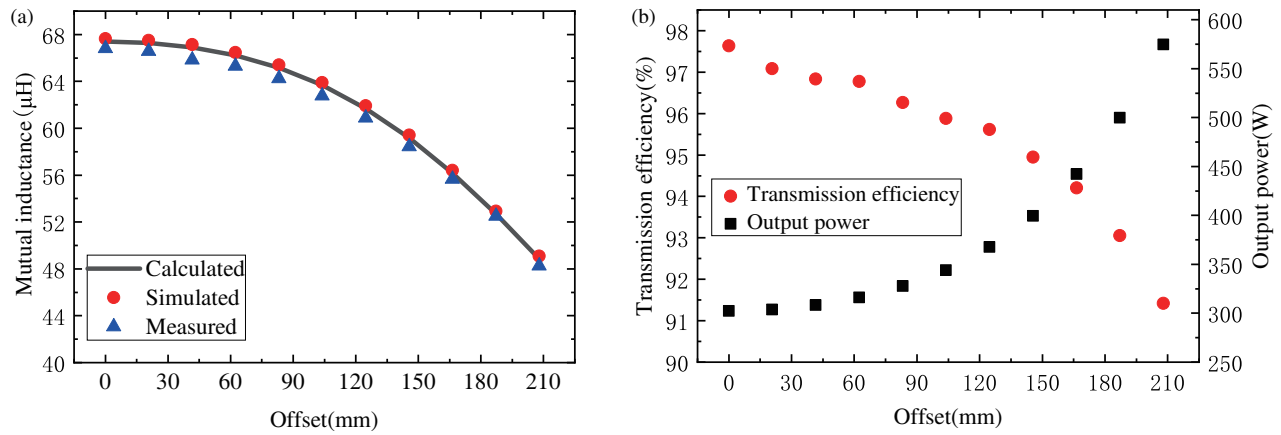 (a)
Mutual inductance (μH)
68
64
60
56
52
48
44
40
Calculated
Simulated
Measured
0 30 60 90 120 150 180 210
Offset(mm)
(b)
Transmission efficiency(%)
98
97
96
95
94
93
92
91
90
Transmission efficiency
Output power
0 30 60 90 120 150 180 210
Offset(mm)
600
550
500
450
400
350
300
250
Output power(W)